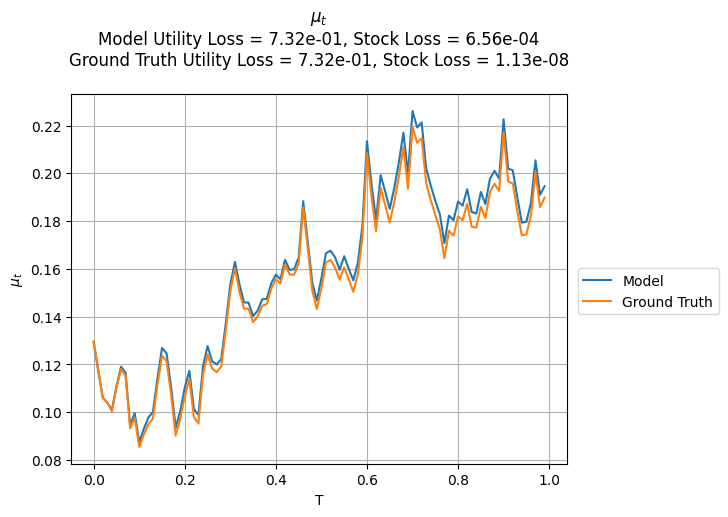 μₜ
Model Utility Loss = 7.32e-01, Stock Loss = 6.56e-04
Ground Truth Utility Loss = 7.32e-01, Stock Loss = 1.13e-08
0.22
0.20
0.18
0.16
0.14
0.12
0.10
0.08
μₜ
0.0
0.2
0.4
0.6
0.8
1.0
T
Model
Ground Truth